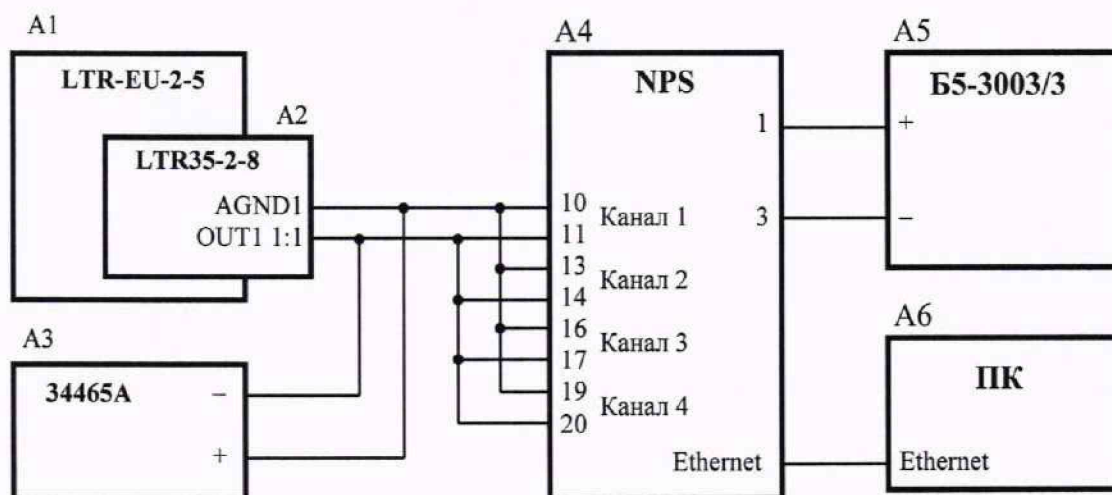 A1
LTR-EU-2-5
A2
LTR35-2-8
AGND1
OUT1 1:1
A3
34465A
−
+
A4
NPS
1
3
10
Канал 1
11
13
Канал 2
14
16
Канал 3
17
19
Канал 4
20
Ethernet
A5
Б5-3003/3
+
−
A6
ПК
Ethernet